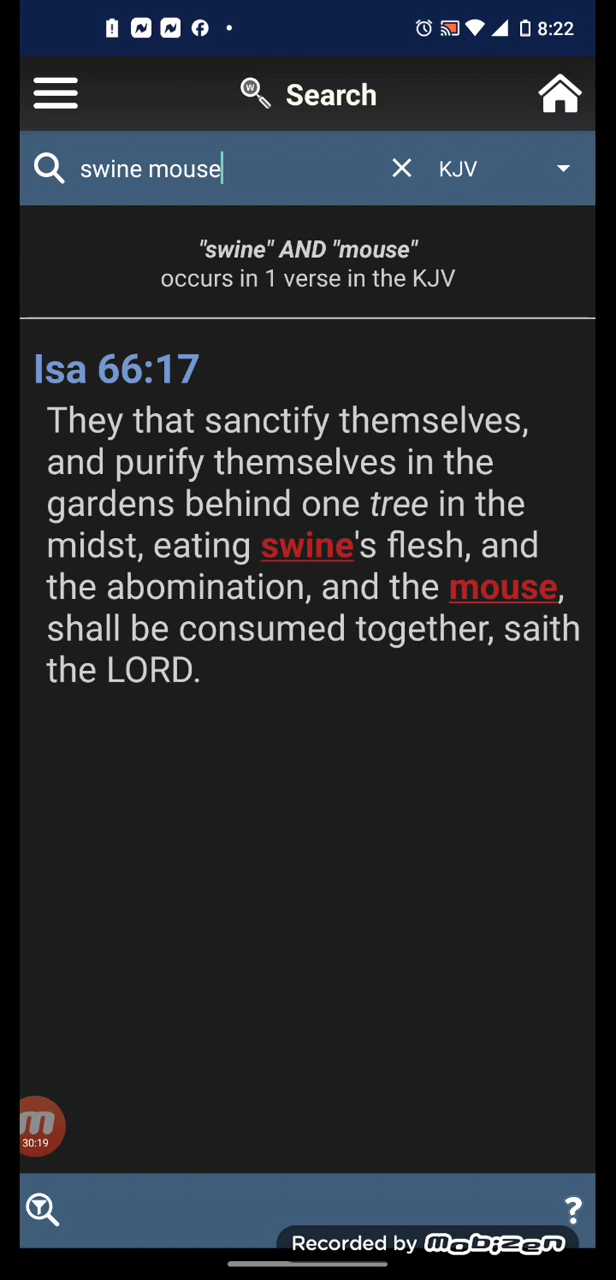 8:22
Search
swine mouse
KJV
"swine" AND "mouse"
occurs in 1 verse in the KJV
Isa 66:17
They that sanctify themselves,
and purify themselves in the
gardens behind one tree in the
midst, eating swine's flesh, and
the abomination, and the mouse,
shall be consumed together, saith
the LORD.
30:19
?
Recorded by mobizen